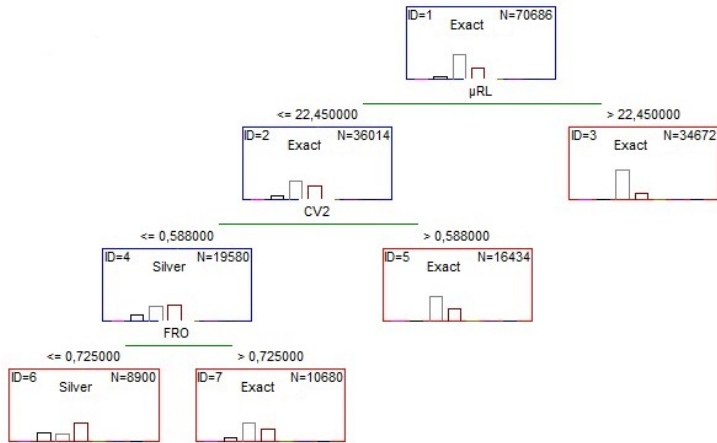 ID=1 N=70686
Exact
µRL
<= 22,450000 > 22,450000
ID=2 N=36014 ID=3 N=34672
Exact Exact
CV2
<= 0,588000 > 0,588000
ID=4 N=19580 ID=5 N=16434
Silver Exact
FRO
<= 0,725000 > 0,725000
ID=6 N=8900 ID=7 N=10680
Silver Exact